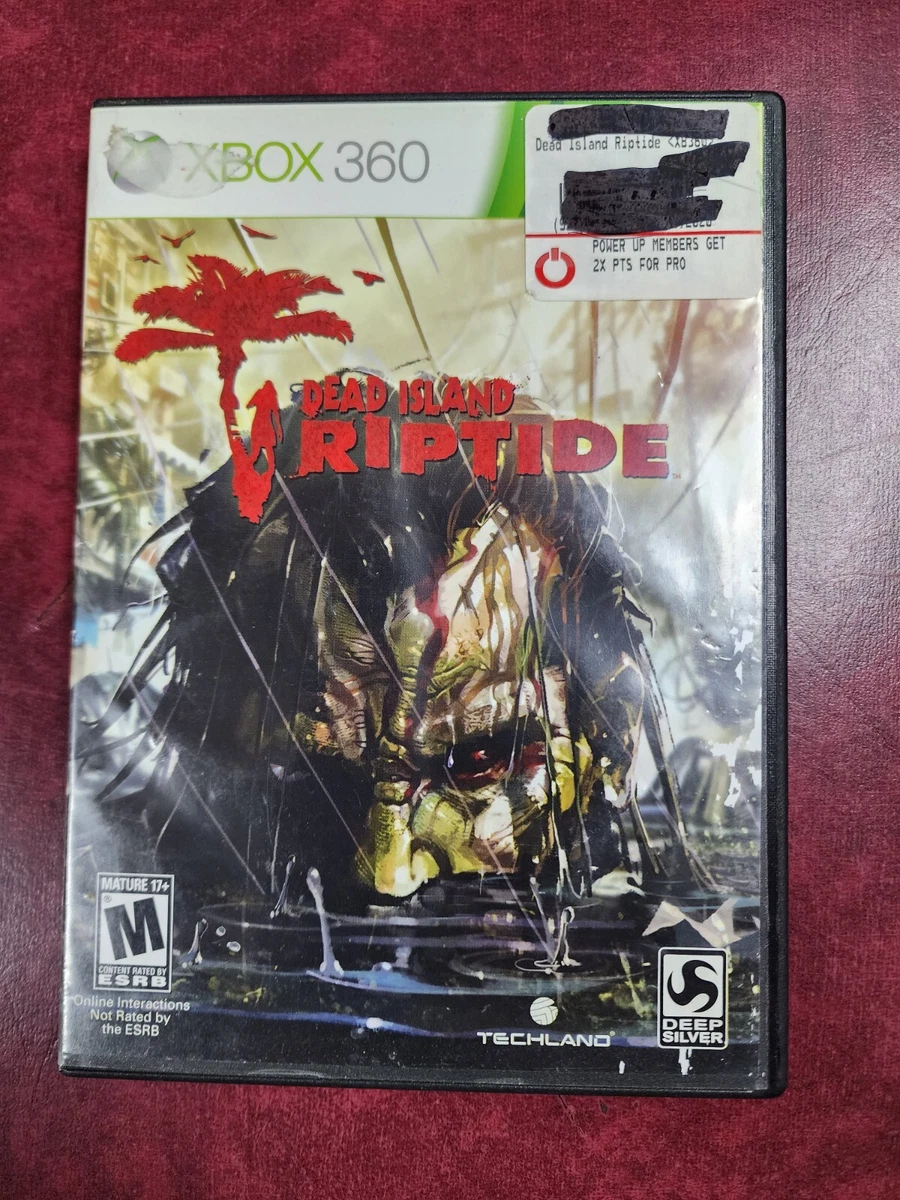 XBOX 360
Dead Island Riptide <XB360>
POWER UP MEMBERS GET
2X PTS FOR PRO
DEAD ISLAND
RIPTIDE
TM
MATURE 17+
M
®
CONTENT RATED BY
ESRB
Online Interactions
Not Rated by
the ESRB
TECHLAND®
DEEP
SILVER